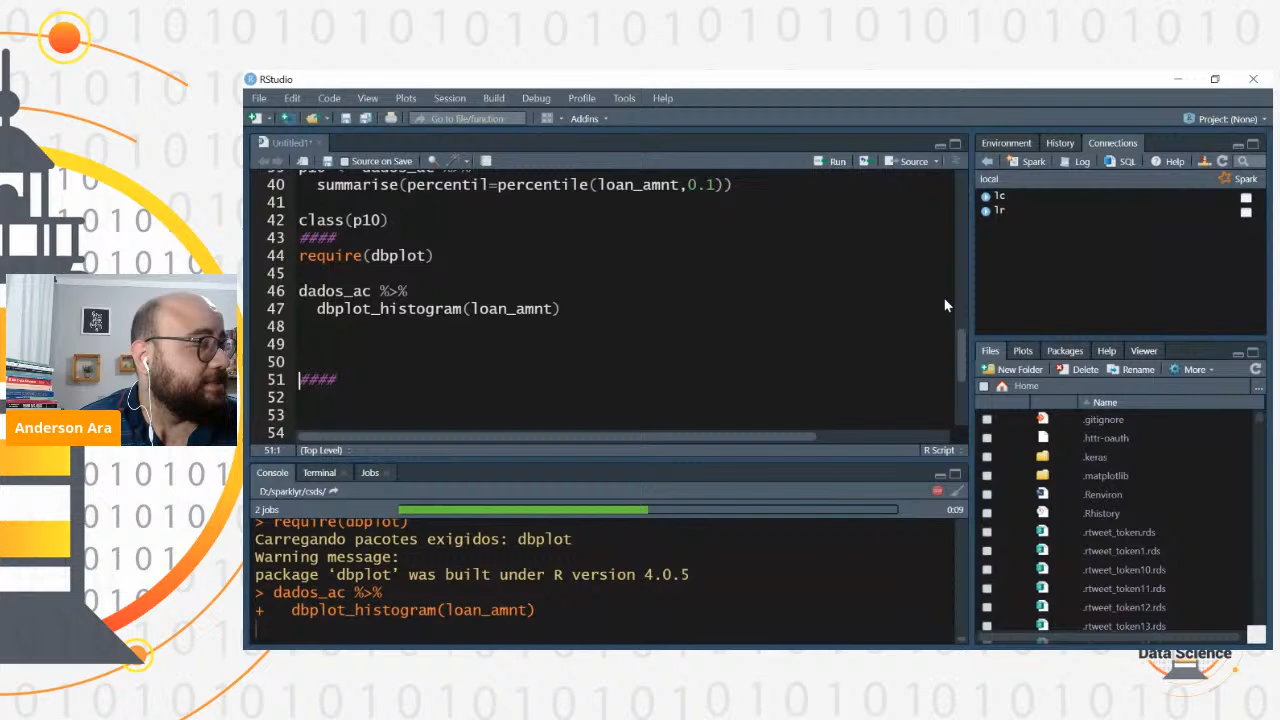 RStudio
File Edit Code View Plots Session Build Debug Profile Tools Help
Go to file/function Addins Project: (None)
Untitled1*
Source on Save Run Source
40 summarise(percentil=percentile(loan_amnt,0.1))
41
42 class(p10)
43 ####
44 require(dbplot)
45
46 dados_ac %>%
47 dbplot_histogram(loan_amnt)
48
49
50
51 ####
52
53
54
51:1 (Top Level) R Script
Console Terminal Jobs
D:/sparklyr/csds/
2 jobs 0:09
> require(dbplot)
Carregando pacotes exigidos: dbplot
Warning message:
package ‘dbplot’ was built under R version 4.0.5
> dados_ac %>%
+ dbplot_histogram(loan_amnt)
Environment History Connections
Spark Log SQL Help
local Spark
lc
lr
Files Plots Packages Help Viewer
New Folder Delete Rename More
Home
Name
.gitignore
.httr-oauth
.keras
.matplotlib
.Renviron
.Rhistory
.rtweet_token.rds
.rtweet_token1.rds
.rtweet_token10.rds
.rtweet_token11.rds
.rtweet_token12.rds
.rtweet_token13.rds
Anderson Ara
Data Science